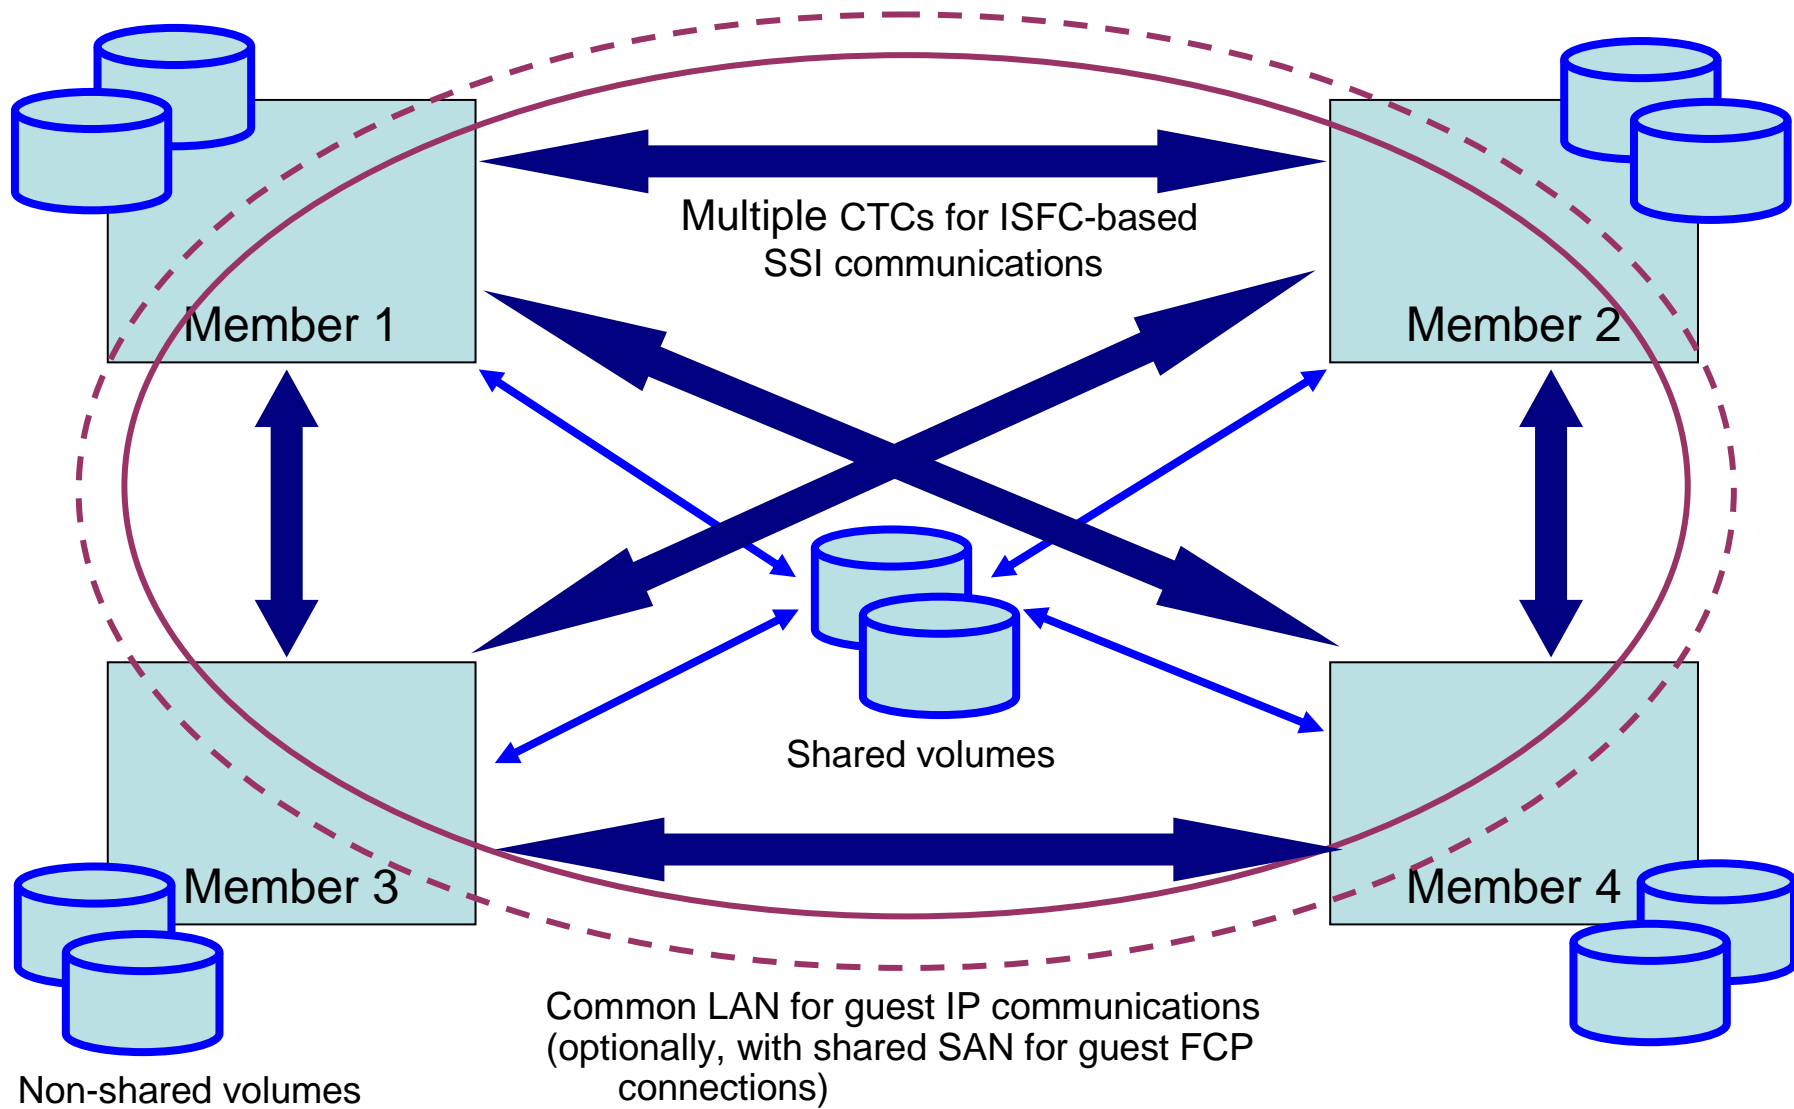 Multiple CTCs for ISFC-based
SSI communications
Member 1
Member 2
Shared volumes
Member 3
Member 4
Common LAN for guest IP communications
(optionally, with shared SAN for guest FCP
connections)
Non-shared volumes